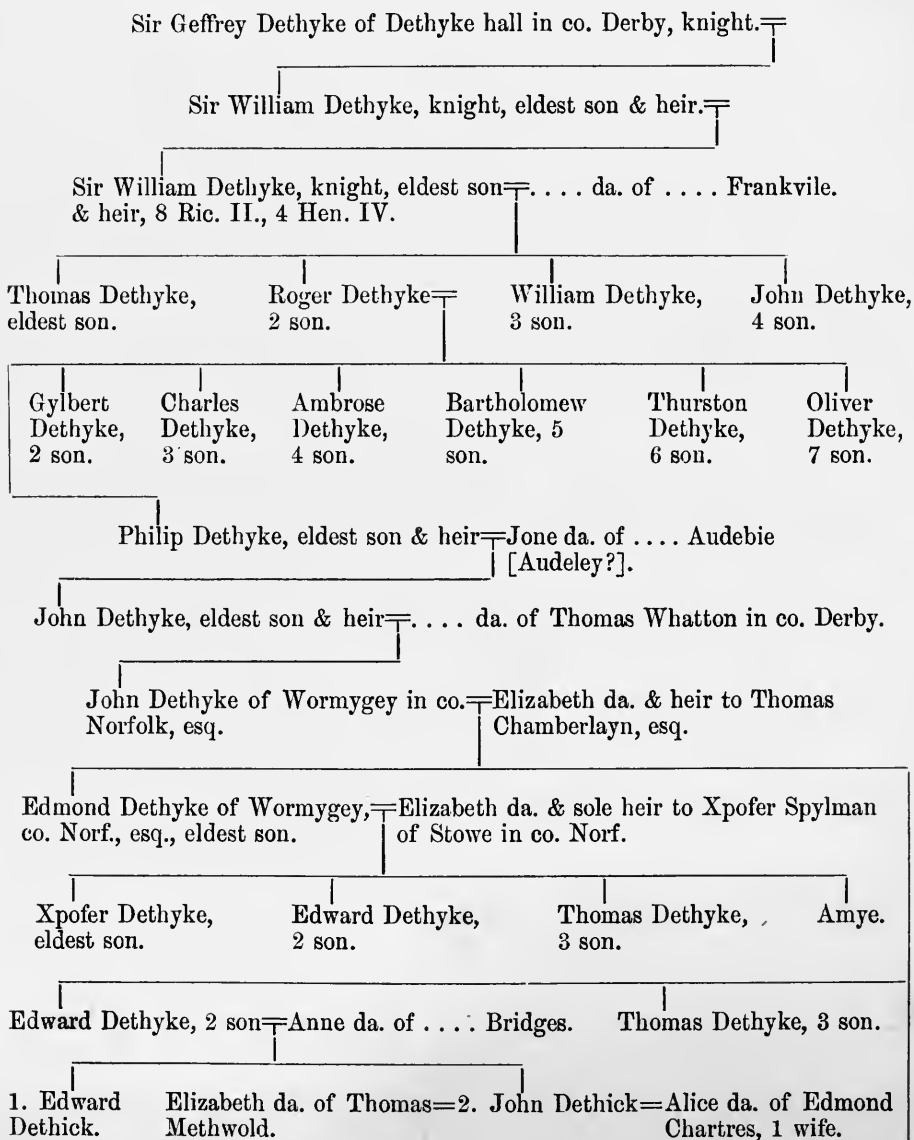 Sir Geffrey Dethyke of Dethyke hall in co. Derby, knight.
Sir William Dethyke, knight, eldest son & heir.
Sir William Dethyke, knight, eldest son=. . . . da. of . . . . Frankvile.
& heir, 8 Ric. II., 4 Hen. IV.
Thomas Dethyke, Roger Dethyke= William Dethyke, John Dethyke,
eldest son. 2 son. 3 son. 4 son.
Gylbert Charles Ambrose Bartholomew Thurston Oliver
Dethyke, Dethyke, Dethyke, Dethyke, 5 Dethyke, Dethyke,
2 son. 3 son. 4 son. son. 6 son. 7 son.
Philip Dethyke, eldest son & heir=Jone da. of . . . . Audebie
[Audeley?].
John Dethyke, eldest son & heir=. . . . da. of Thomas Whatton in co. Derby.
John Dethyke of Wormygey in co.=Elizabeth da. & heir to Thomas
Norfolk, esq. Chamberlayn, esq.
Edmond Dethyke of Wormygey,=Elizabeth da. & sole heir to Xpofer Spylman
co. Norf., esq., eldest son. of Stowe in co. Norf.
Xpofer Dethyke, Edward Dethyke, Thomas Dethyke, Amye.
eldest son. 2 son. 3 son.
Edward Dethyke, 2 son=Anne da. of . . . . Bridges. Thomas Dethyke, 3 son.
1. Edward Elizabeth da. of Thomas=2. John Dethick=Alice da. of Edmond
Dethick. Methwold. Chartres, 1 wife.